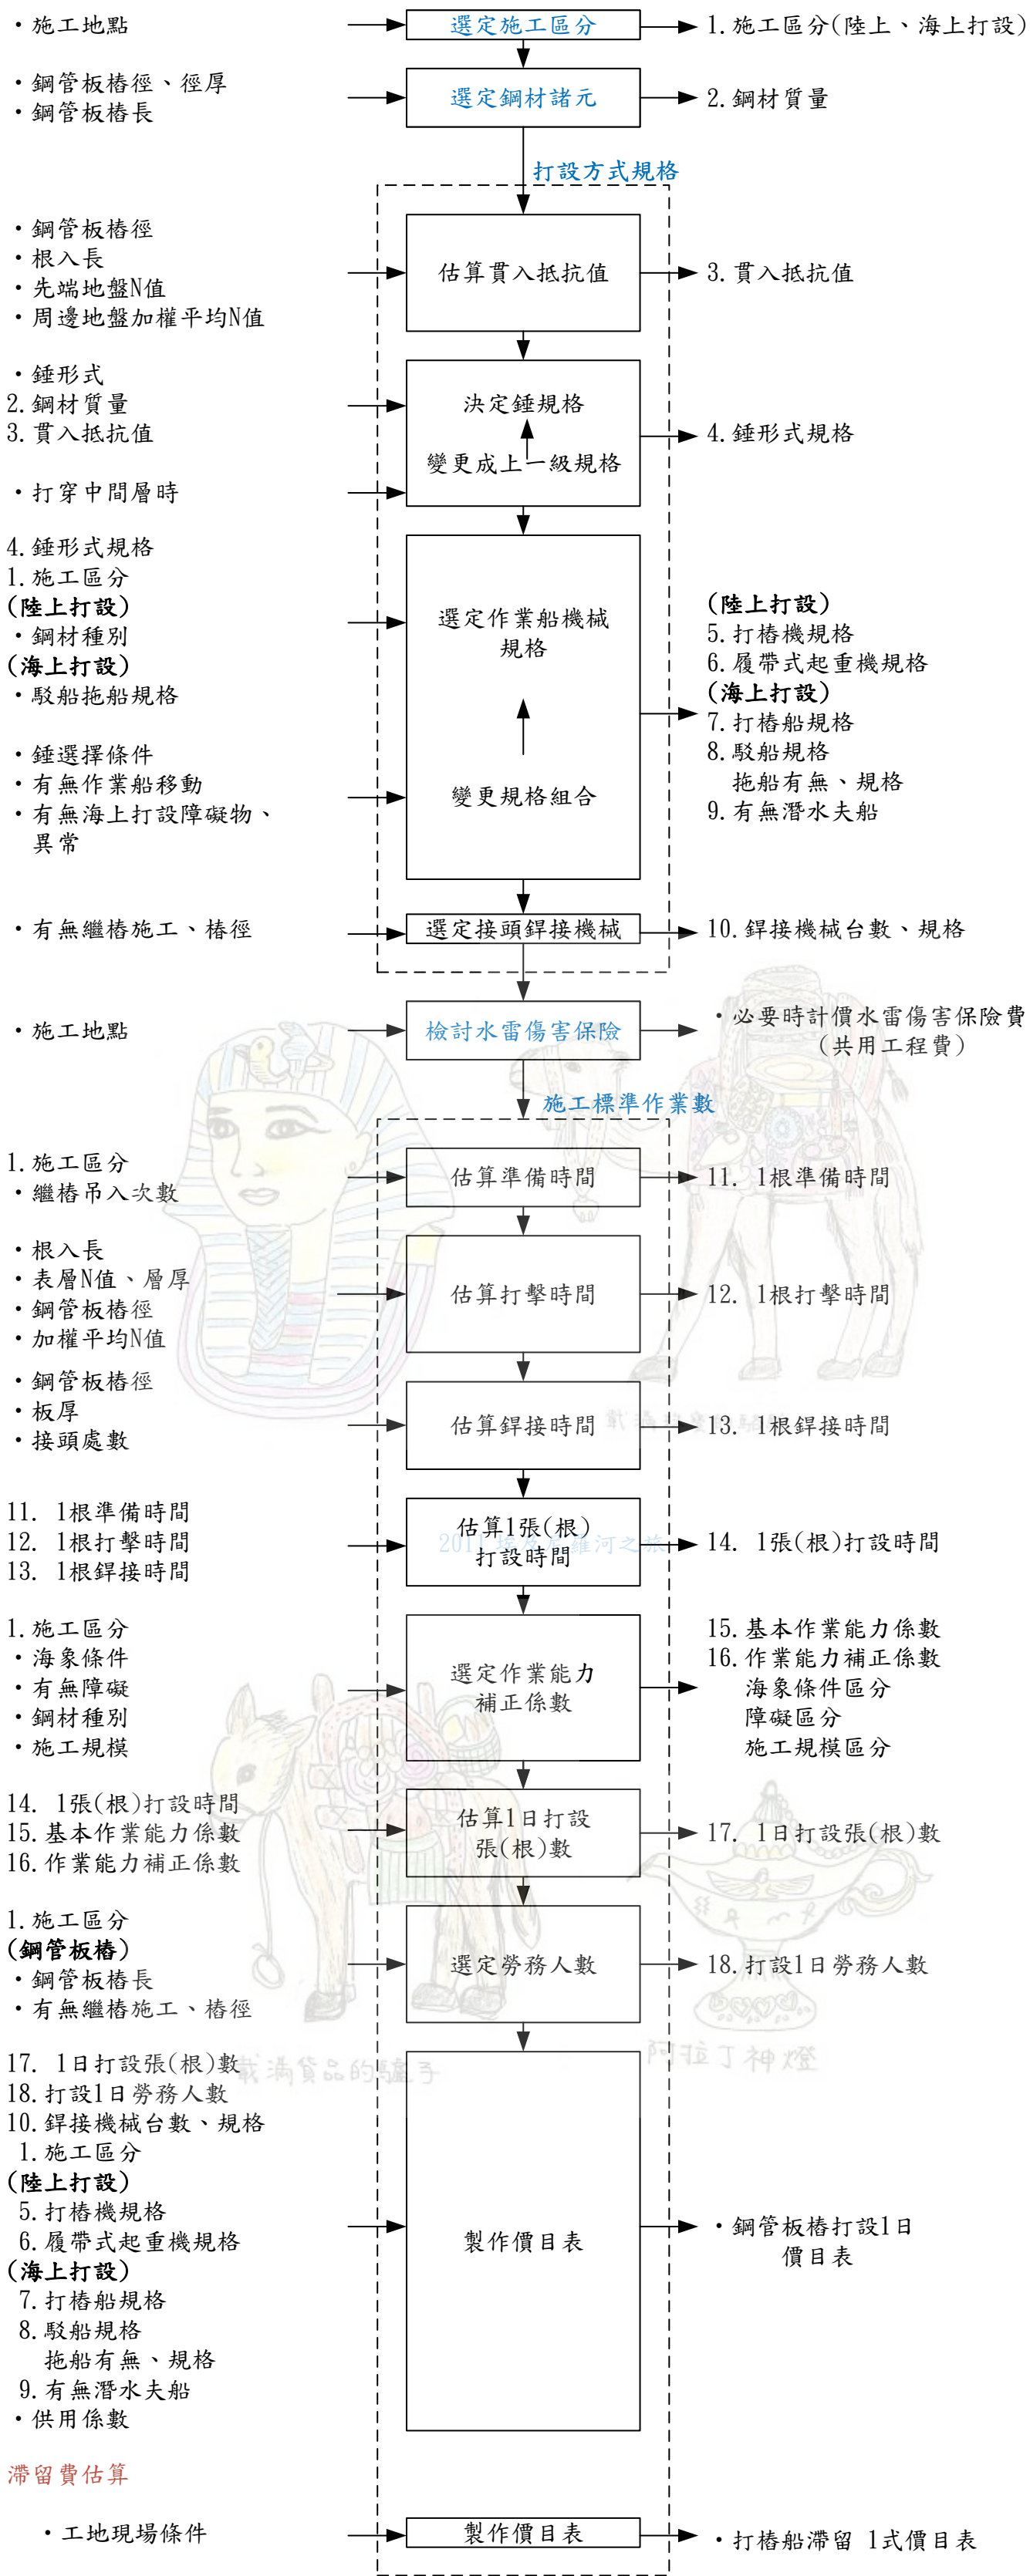 ・施工地點
選定施工區分
1.施工區分(陸上、海上打設)
・鋼管板樁徑、徑厚
・鋼管板樁長
選定鋼材諸元
2.鋼材質量
打設方式規格
・鋼管板樁徑
・根入長
・先端地盤N值
・周邊地盤加權平均N值
估算貫入抵抗值
3.貫入抵抗值
・錘形式
2.鋼材質量
3.貫入抵抗值
・打穿中間層時
決定錘規格
變更成上一級規格
4.錘形式規格
4.錘形式規格
1.施工區分
(陸上打設)
・鋼材種別
(海上打設)
・駁船拖船規格
・錘選擇條件
・有無作業船移動
・有無海上打設障礙物、
異常
選定作業船機械
規格
變更規格組合
(陸上打設)
5.打樁機規格
6.履帶式起重機規格
(海上打設)
7.打樁船規格
8.駁船規格
拖船有無、規格
9.有無潛水夫船
・有無繼樁施工、樁徑
選定接頭銲接機械
10.銲接機械台數、規格
・施工地點
檢討水雷傷害保險
・必要時計價水雷傷害保險費
(共用工程費)
施工標準作業數
1.施工區分
・繼樁吊入次數
估算準備時間
11. 1根準備時間
・根入長
・表層N值、層厚
・鋼管板樁徑
・加權平均N值
估算打擊時間
12. 1根打擊時間
・鋼管板樁徑
・板厚
・接頭處數
估算銲接時間
13. 1根銲接時間
11. 1根準備時間
12. 1根打擊時間
13. 1根銲接時間
估算1張(根)
打設時間
2011 埃及尼羅河之旅
14. 1張(根)打設時間
1.施工區分
・海象條件
・有無障礙
・鋼材種別
・施工規模
選定作業能力
補正係數
15.基本作業能力係數
16.作業能力補正係數
海象條件區分
障礙區分
施工規模區分
14. 1張(根)打設時間
15.基本作業能力係數
16.作業能力補正係數
估算1日打設
張(根)數
17. 1日打設張(根)數
1.施工區分
(鋼管板樁)
・鋼管板樁長
・有無繼樁施工、樁徑
選定勞務人數
18.打設1日勞務人數
載滿貨品的驢子
阿拉丁神燈
17. 1日打設張(根)數
18.打設1日勞務人數
10.銲接機械台數、規格
1.施工區分
(陸上打設)
5.打樁機規格
6.履帶式起重機規格
(海上打設)
7.打樁船規格
8.駁船規格
拖船有無、規格
9.有無潛水夫船
・供用係數
製作價目表
・鋼管板樁打設1日
價目表
滯留費估算
・工地現場條件
製作價目表
・打樁船滯留 1式價目表